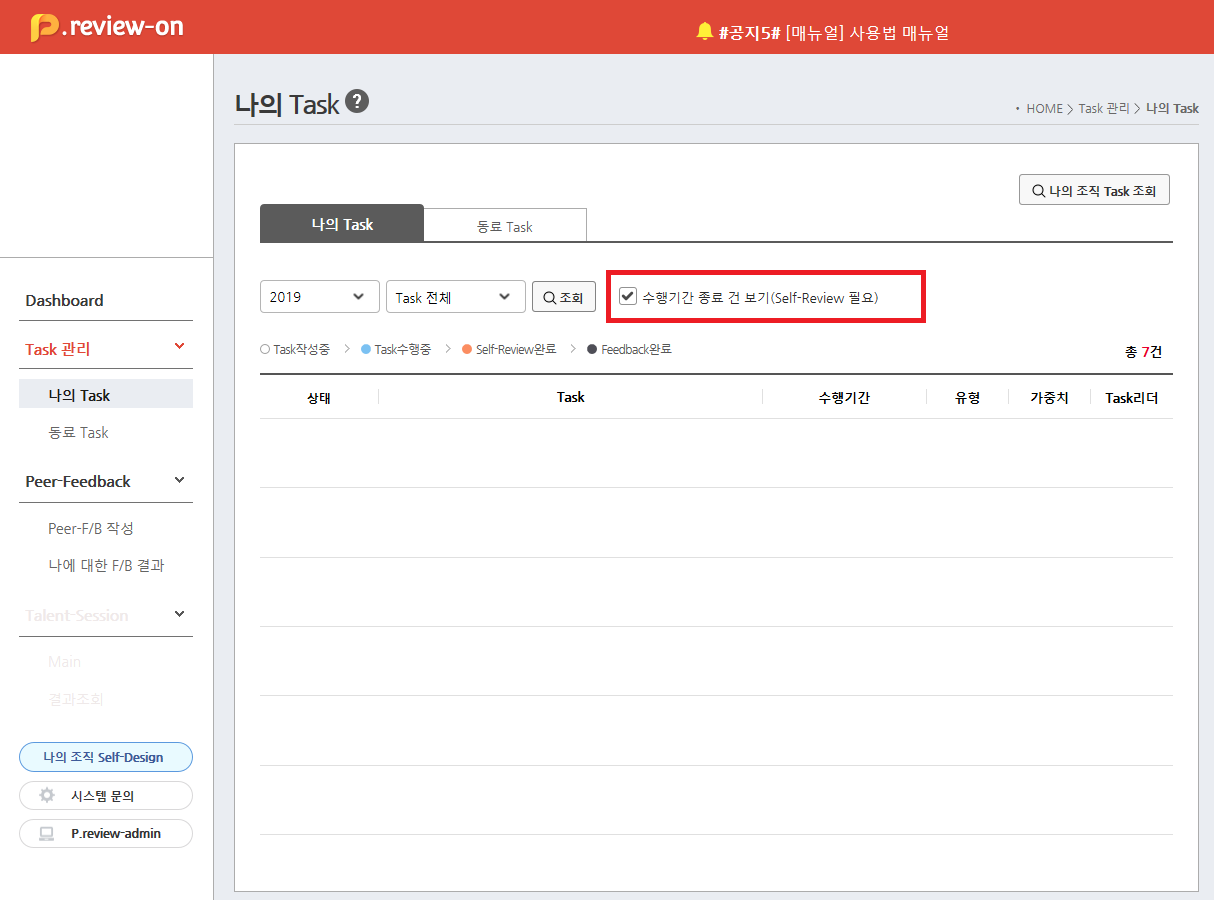 P.review-on
#공지5# [매뉴얼] 사용법 매뉴얼
나의 Task ?
• HOME > Task 관리 > 나의 Task
나의 조직 Task 조회
나의 Task
동료 Task
2019
Task 전체
조회
수행기간 종료 건 보기(Self-Review 필요)
Task작성중 > Task수행중 > Self-Review완료 > Feedback완료
총 7건
상태 Task 수행기간 유형 가중치 Task리더
Dashboard
Task 관리
나의 Task
동료 Task
Peer-Feedback
Peer-F/B 작성
나에 대한 F/B 결과
Talent-Session
Main
결과조회
나의 조직 Self-Design
시스템 문의
P.review-admin